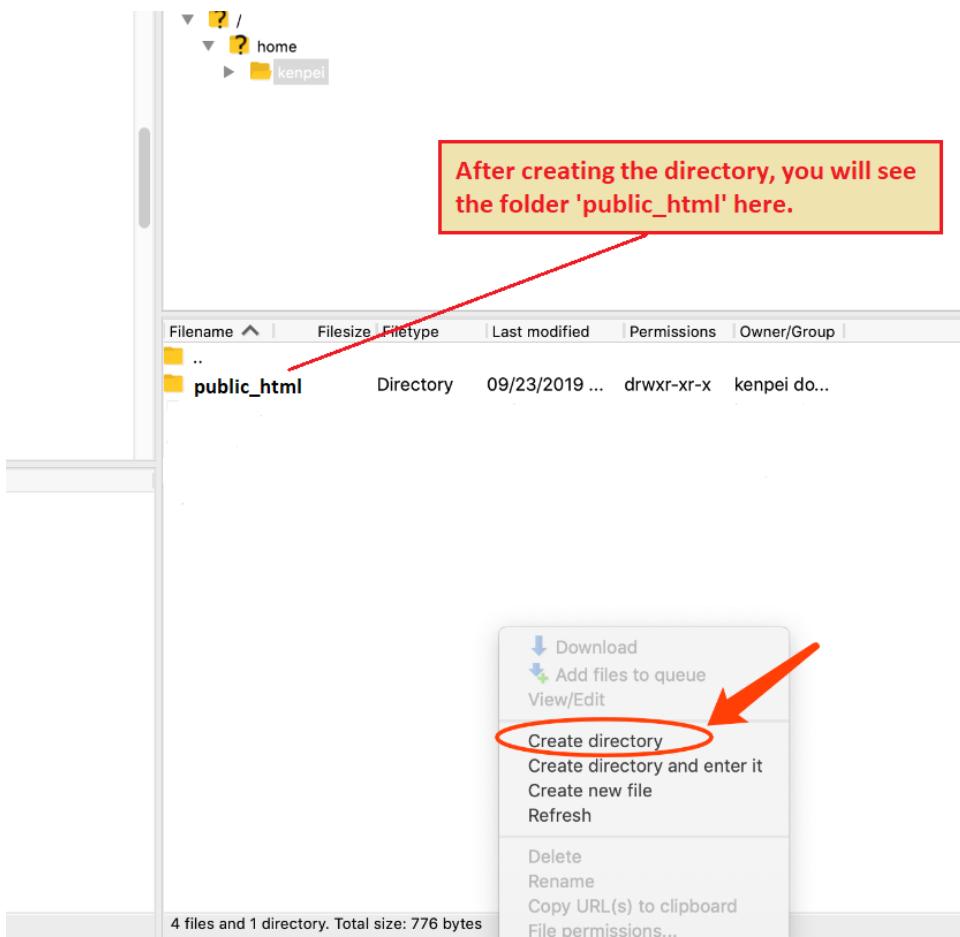 /
home
kenpei
After creating the directory, you will see
the folder 'public_html' here.
Filename Filesize Filetype Last modified Permissions Owner/Group
..
public_html Directory 09/23/2019 ... drwxr-xr-x kenpei do...
Download
Add files to queue
View/Edit
Create directory
Create directory and enter it
Create new file
Refresh
Delete
Rename
Copy URL(s) to clipboard
File permissions...
4 files and 1 directory. Total size: 776 bytes